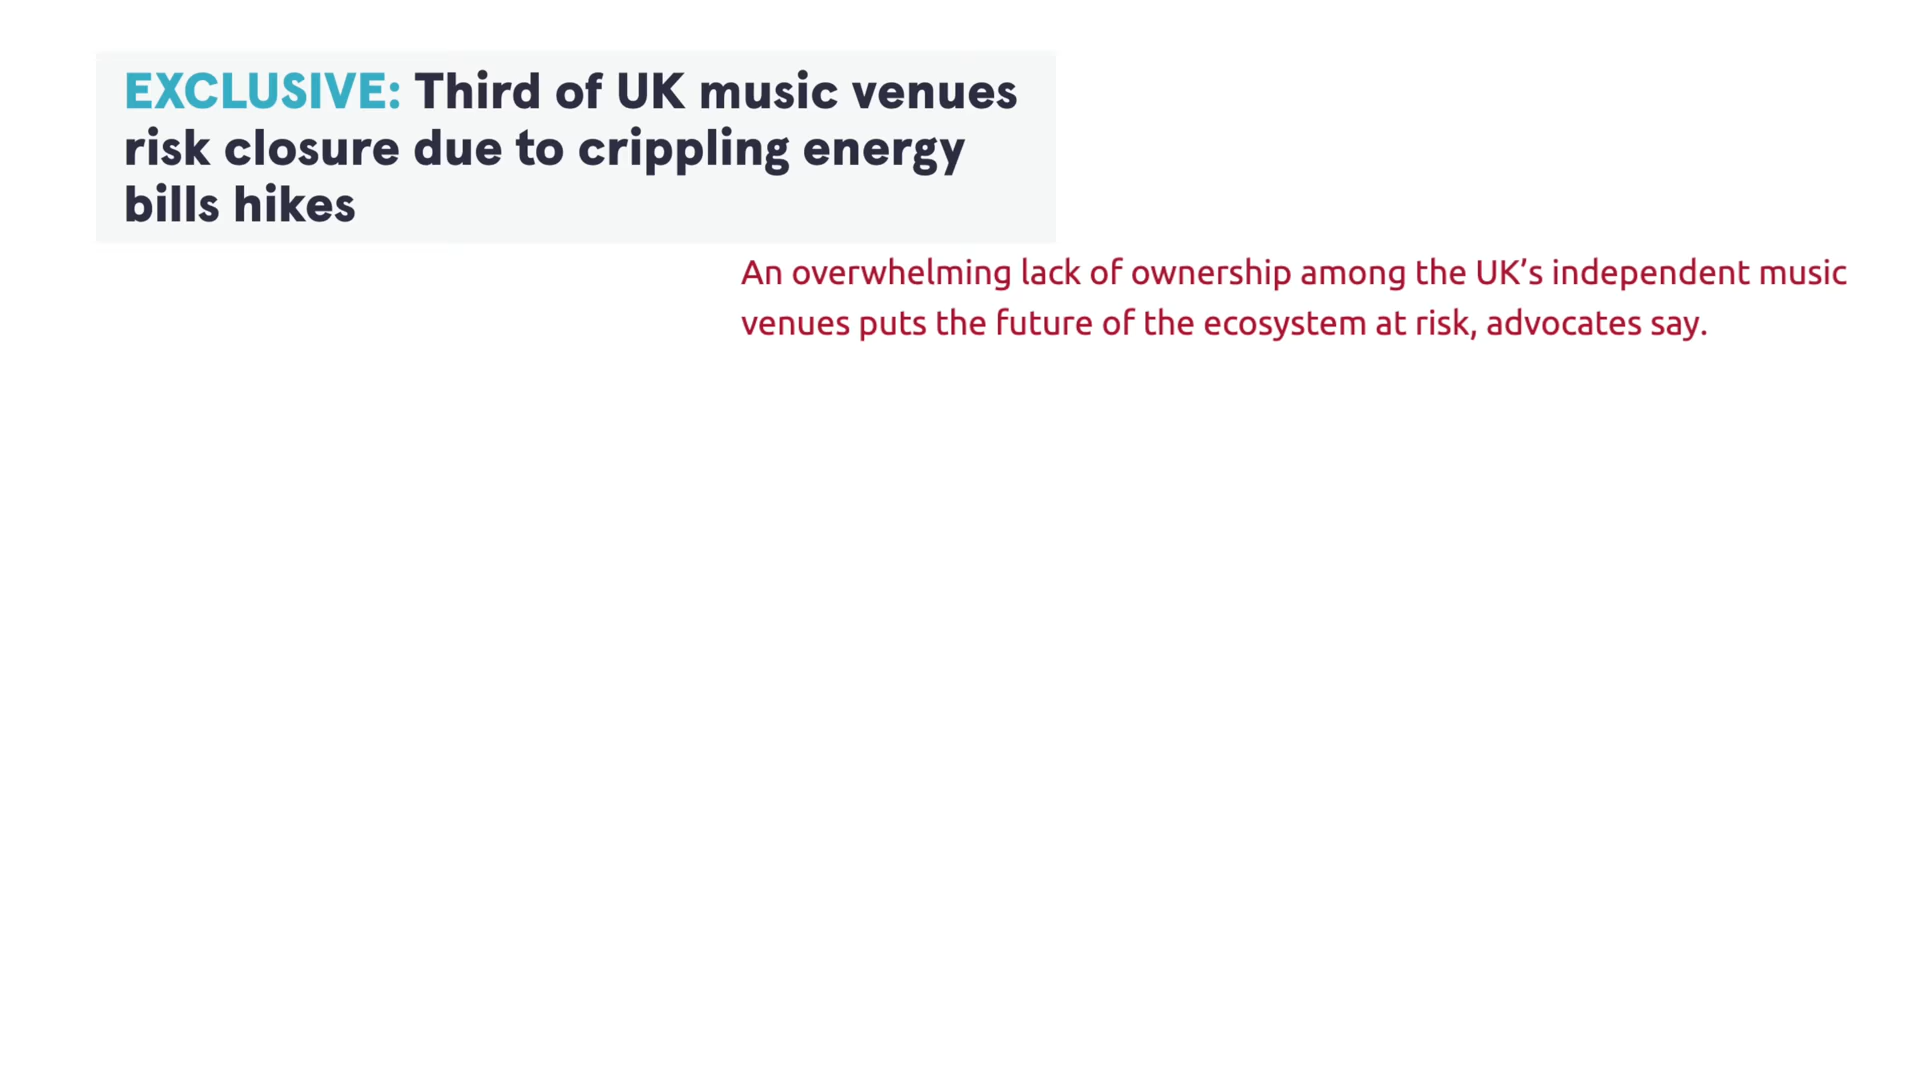 EXCLUSIVE: Third of UK music venues
risk closure due to crippling energy
bills hikes
An overwhelming lack of ownership among the UK’s independent music
venues puts the future of the ecosystem at risk, advocates say.